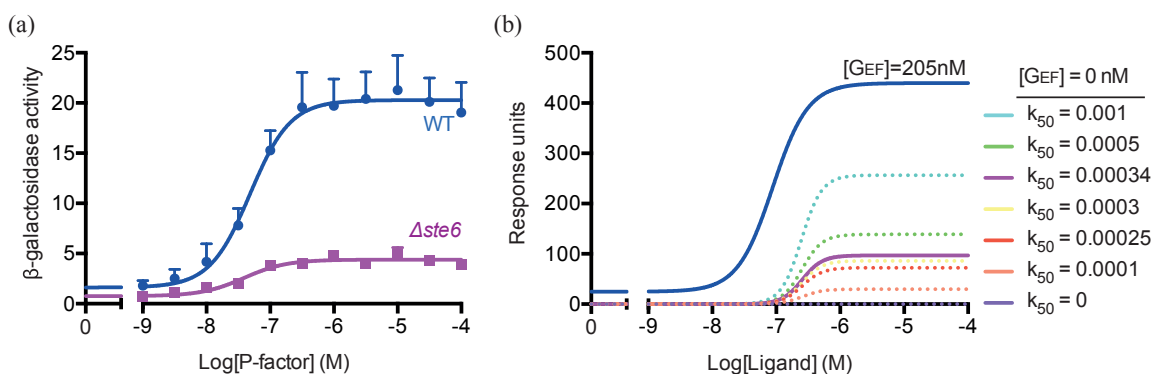 (a)
25
20
15
10
5
0
β-galactosidase activity
WT
Δste6
0
-9
-8
-7
-6
-5
-4
Log[P-factor] (M)
(b)
500
400
300
200
100
0
Response units
[GEF]=205nM
0
-9
-8
-7
-6
-5
-4
Log[Ligand] (M)
[GEF] = 0 nM
k50 = 0.001
k50 = 0.0005
k50 = 0.00034
k50 = 0.0003
k50 = 0.00025
k50 = 0.0001
k50 = 0